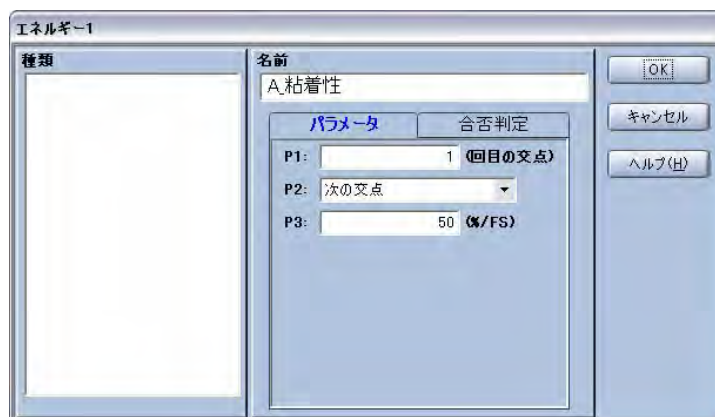 エネルギー1
種類
名前
A_粘着性
パラメータ
合否判定
P1: 1 (回目の交点)
P2: 次の交点
P3: 50 (%/FS)
OK
キャンセル
ヘルプ(H)